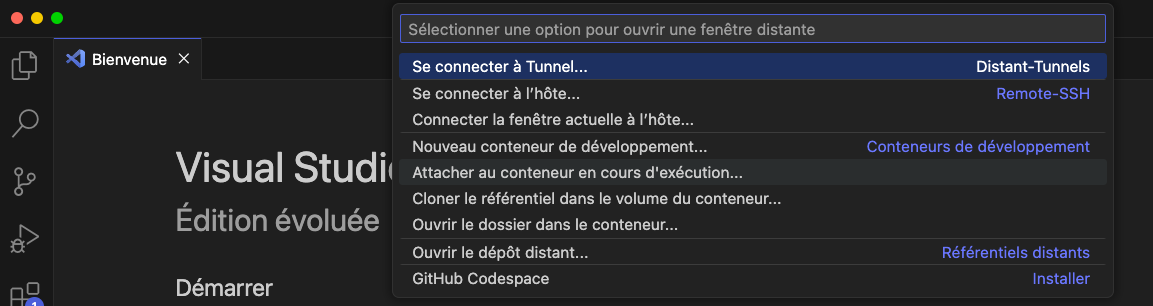 Sélectionner une option pour ouvrir une fenêtre distante
Bienvenue
Se connecter à Tunnel... Distant-Tunnels
Se connecter à l’hôte... Remote-SSH
Connecter la fenêtre actuelle à l’hôte...
Nouveau conteneur de développement... Conteneurs de développement
Attacher au conteneur en cours d'exécution...
Cloner le référentiel dans le volume du conteneur...
Ouvrir le dossier dans le conteneur...
Ouvrir le dépôt distant... Référentiels distants
GitHub Codespace Installer
Visual Studi
Édition évoluée
Démarrer
1